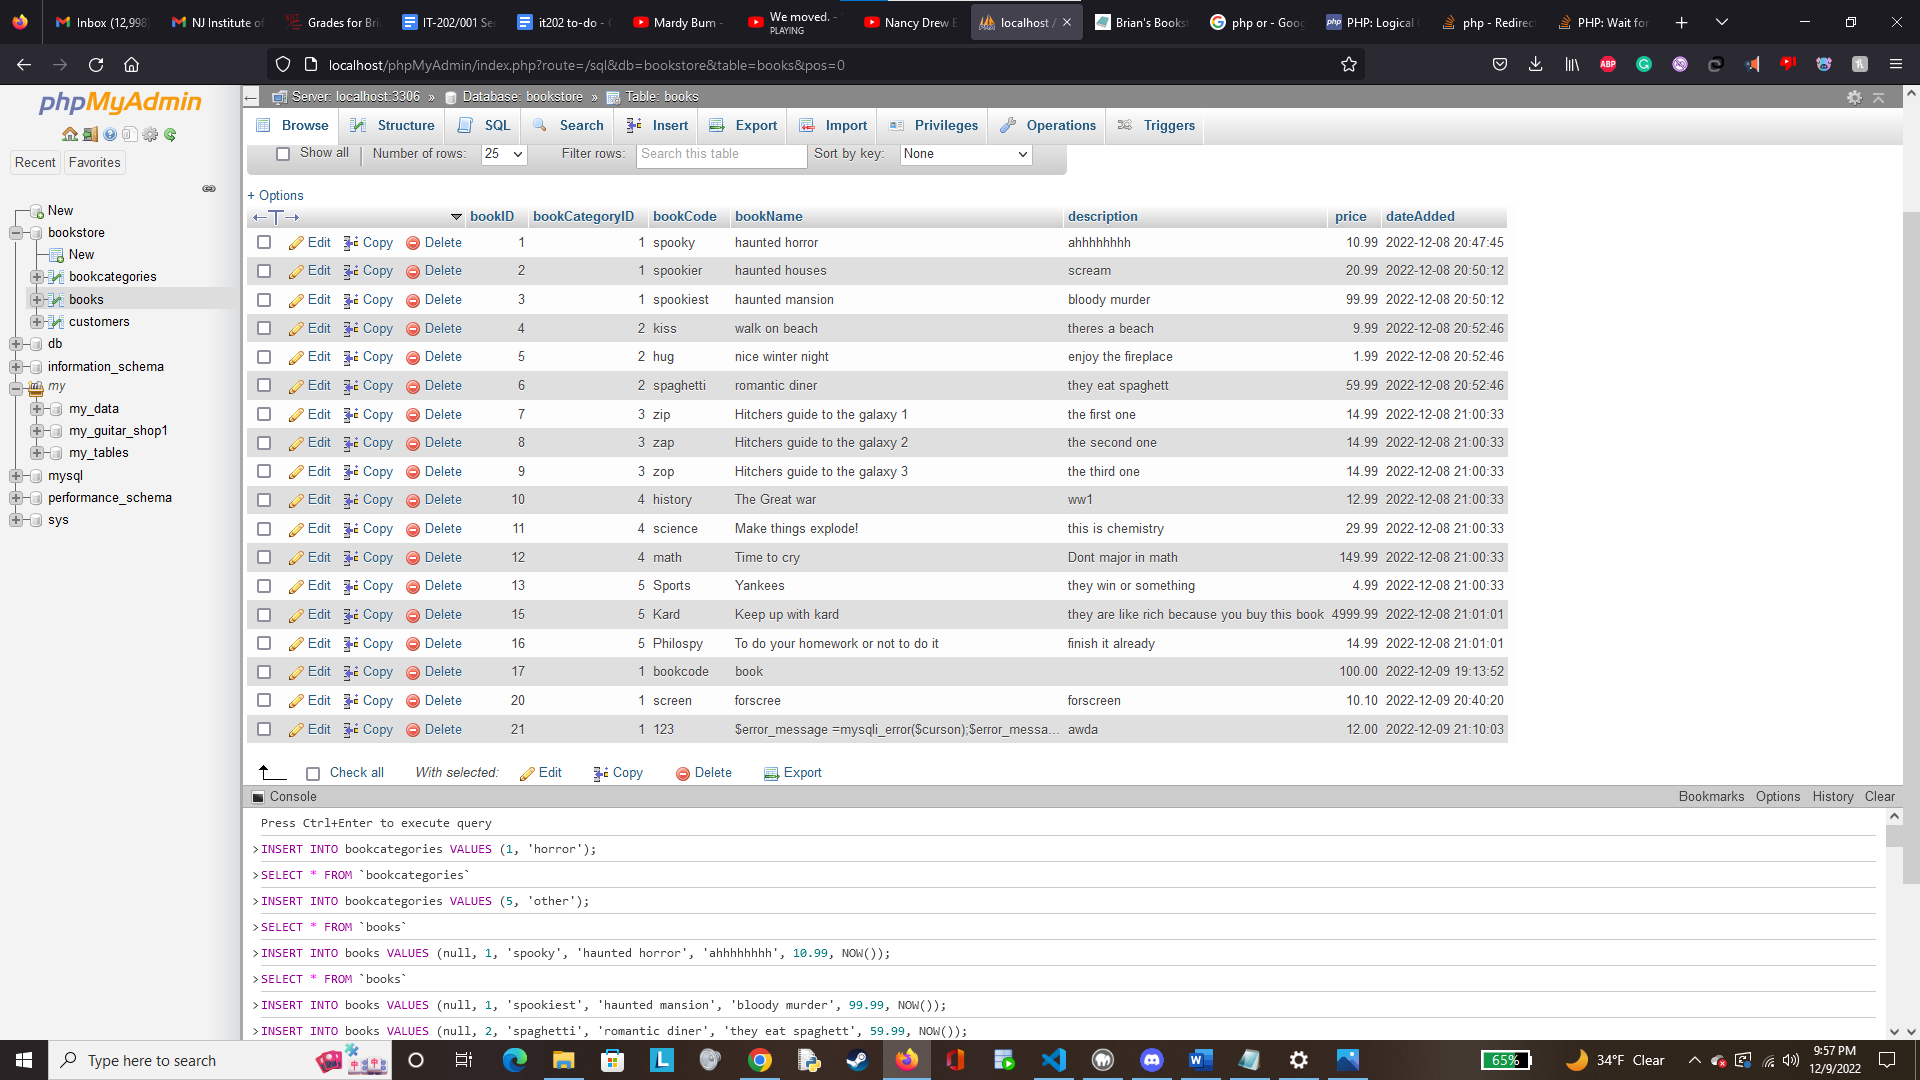 Inbox (12,998)
NJ Institute of
Grades for Bri
IT-202/001 Se
it202 to-do - G
Mardy Bum -
We moved. -
PLAYING
Nancy Drew E
localhost /
Brian's Bookst
php or - Goog
PHP: Logical
php - Redirec
PHP: Wait for
localhost/phpMyAdmin/index.php?route=/sql&db=bookstore&table=books&pos=0
phpMyAdmin
Recent Favorites
New
bookstore
New
bookcategories
books
customers
db
information_schema
my
my_data
my_guitar_shop1
my_tables
mysql
performance_schema
sys
Server: localhost:3306 » Database: bookstore » Table: books
Browse Structure SQL Search Insert Export Import Privileges Operations Triggers
Show all Number of rows: 25 Filter rows: Search this table Sort by key: None
+ Options
←T→ bookID bookCategoryID bookCode bookName description price dateAdded
Edit Copy Delete 1 1 spooky haunted horror ahhhhhhhh 10.99 2022-12-08 20:47:45
Edit Copy Delete 2 1 spookier haunted houses scream 20.99 2022-12-08 20:50:12
Edit Copy Delete 3 1 spookiest haunted mansion bloody murder 99.99 2022-12-08 20:50:12
Edit Copy Delete 4 2 kiss walk on beach theres a beach 9.99 2022-12-08 20:52:46
Edit Copy Delete 5 2 hug nice winter night enjoy the fireplace 1.99 2022-12-08 20:52:46
Edit Copy Delete 6 2 spaghetti romantic diner they eat spaghett 59.99 2022-12-08 20:52:46
Edit Copy Delete 7 3 zip Hitchers guide to the galaxy 1 the first one 14.99 2022-12-08 21:00:33
Edit Copy Delete 8 3 zap Hitchers guide to the galaxy 2 the second one 14.99 2022-12-08 21:00:33
Edit Copy Delete 9 3 zop Hitchers guide to the galaxy 3 the third one 14.99 2022-12-08 21:00:33
Edit Copy Delete 10 4 history The Great war ww1 12.99 2022-12-08 21:00:33
Edit Copy Delete 11 4 science Make things explode! this is chemistry 29.99 2022-12-08 21:00:33
Edit Copy Delete 12 4 math Time to cry Dont major in math 149.99 2022-12-08 21:00:33
Edit Copy Delete 13 5 Sports Yankees they win or something 4.99 2022-12-08 21:00:33
Edit Copy Delete 15 5 Kard Keep up with kard they are like rich because you buy this book 4999.99 2022-12-08 21:01:01
Edit Copy Delete 16 5 Philospy To do your homework or not to do it finish it already 14.99 2022-12-08 21:01:01
Edit Copy Delete 17 1 bookcode book 100.00 2022-12-09 19:13:52
Edit Copy Delete 20 1 screen forscree forscreen 10.10 2022-12-09 20:40:20
Edit Copy Delete 21 1 123 $error_message =mysqli_error($curson);$error_messa... awda 12.00 2022-12-09 21:10:03
Check all With selected: Edit Copy Delete Export
Console Bookmarks Options History Clear
Press Ctrl+Enter to execute query
>INSERT INTO bookcategories VALUES (1, 'horror');
>SELECT * FROM `bookcategories`
>INSERT INTO bookcategories VALUES (5, 'other');
>SELECT * FROM `books`
>INSERT INTO books VALUES (null, 1, 'spooky', 'haunted horror', 'ahhhhhhhh', 10.99, NOW());
>SELECT * FROM `books`
>INSERT INTO books VALUES (null, 1, 'spookiest', 'haunted mansion', 'bloody murder', 99.99, NOW());
>INSERT INTO books VALUES (null, 2, 'spaghetti', 'romantic diner', 'they eat spaghett', 59.99, NOW());
Type here to search
65%
34°F Clear
9:57 PM
12/9/2022